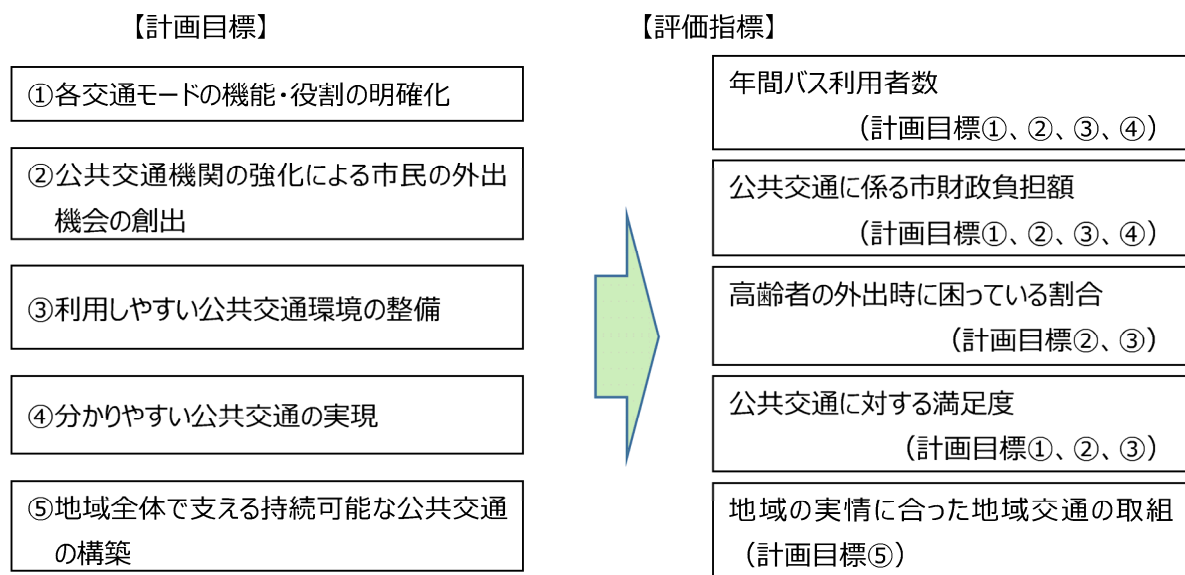 【計画目標】
①各交通モードの機能・役割の明確化
②公共交通機関の強化による市民の外出
機会の創出
③利用しやすい公共交通環境の整備
④分かりやすい公共交通の実現
⑤地域全体で支える持続可能な公共交通
の構築
【評価指標】
年間バス利用者数
（計画目標①、②、③、④）
公共交通に係る市財政負担額
（計画目標①、②、③、④）
高齢者の外出時に困っている割合
（計画目標②、③）
公共交通に対する満足度
（計画目標①、②、③）
地域の実情に合った地域交通の取組
（計画目標⑤）